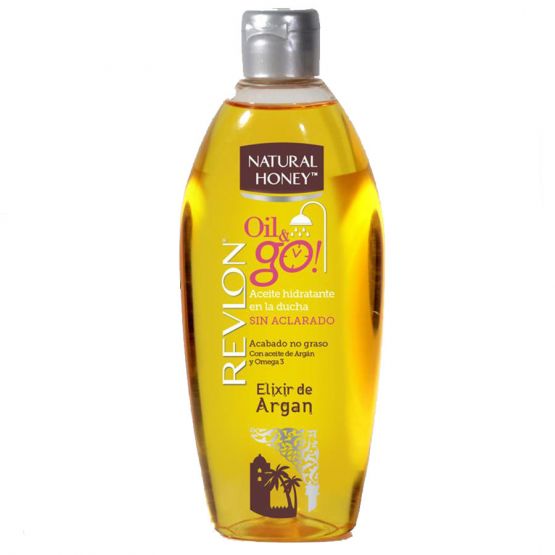 NATURAL
HONEY™
REVLON®
Oil &
go!
Aceite hidratante
en la ducha
SIN ACLARADO
Acabado no graso
Con aceite de Argán
y Omega 3
Elixir de
Argan